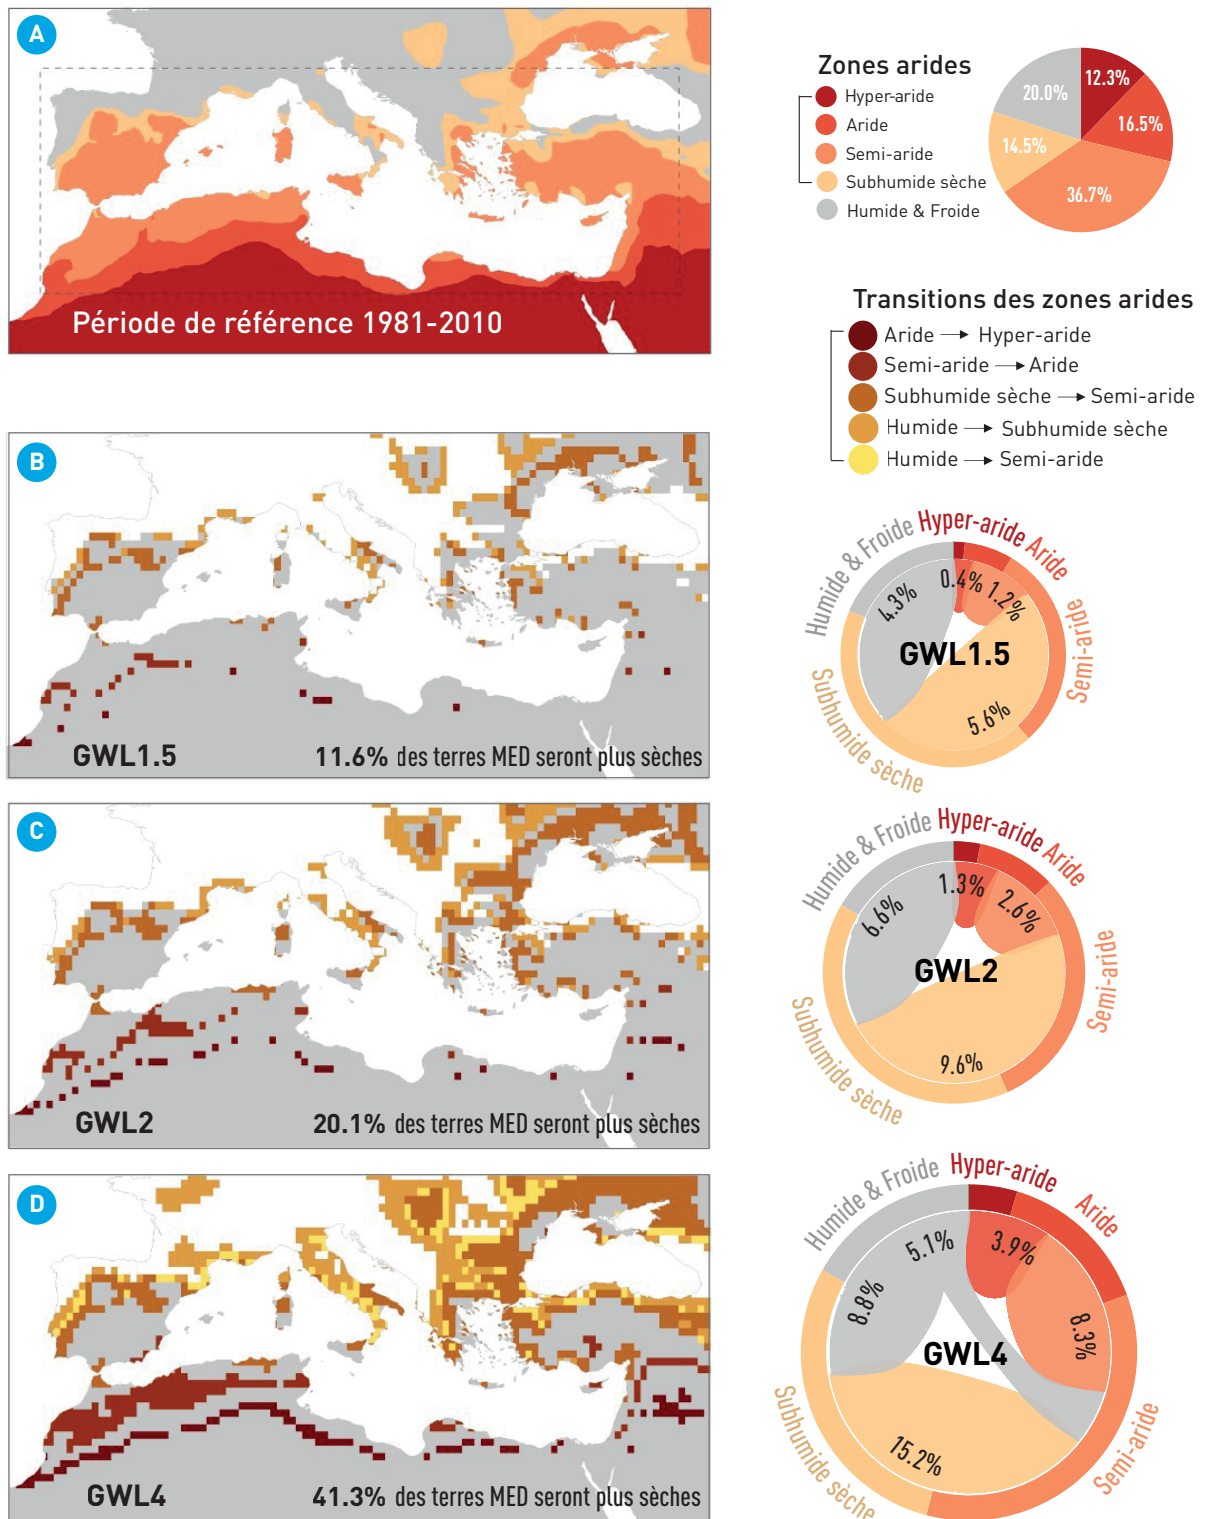 A
Période de référence 1981-2010
Zones arides
Hyper-aride
Aride
Semi-aride
Subhumide sèche
Humide & Froide
12.3%
16.5%
36.7%
14.5%
20.0%
Transitions des zones arides
Aride → Hyper-aride
Semi-aride → Aride
Subhumide sèche → Semi-aride
Humide → Subhumide sèche
Humide → Semi-aride
B
GWL1.5
11.6% des terres MED seront plus sèches
Humide & Froide
Hyper-aride
Aride
Semi-aride
Subhumide sèche
4.3%
0.4%
1.2%
5.6%
GWL1.5
C
GWL2
20.1% des terres MED seront plus sèches
Humide & Froide
Hyper-aride
Aride
Semi-aride
Subhumide sèche
6.6%
1.3%
2.6%
9.6%
GWL2
D
GWL4
41.3% des terres MED seront plus sèches
Humide & Froide
Hyper-aride
Aride
Semi-aride
Subhumide sèche
8.8%
5.1%
3.9%
8.3%
15.2%
GWL4